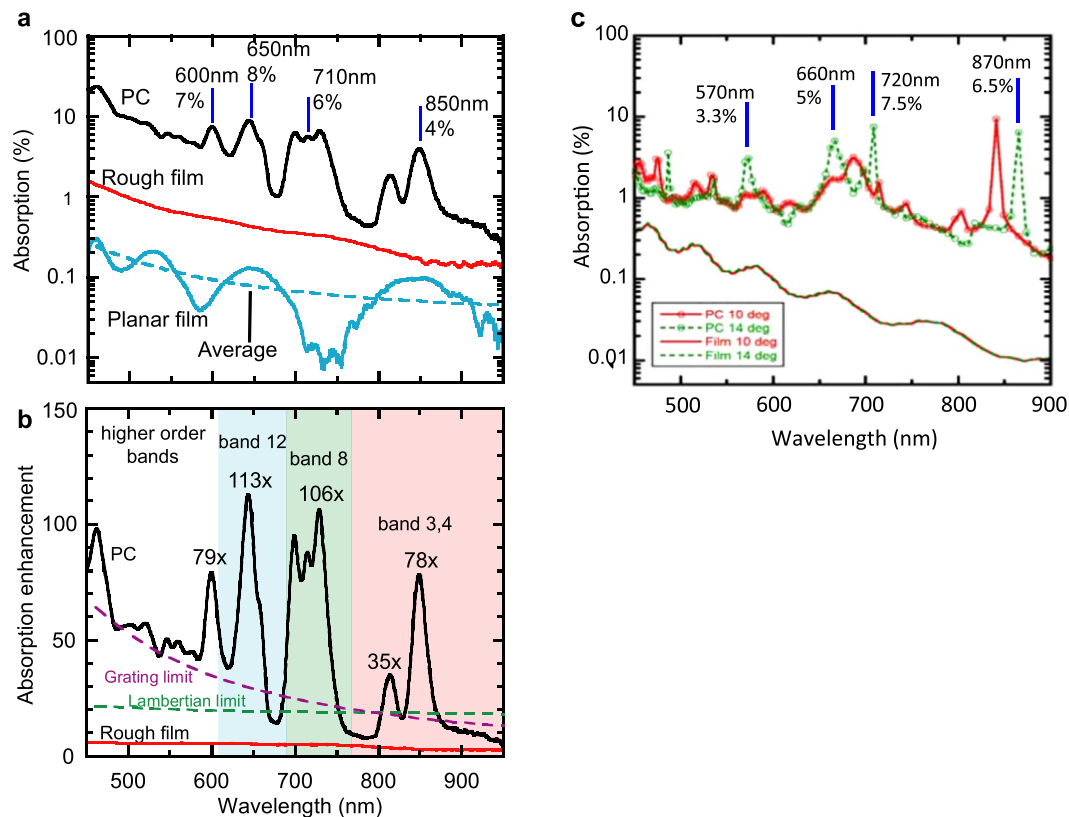 a
100
10
1
0.1
0.01
Absorption (%)
PC
600nm
7%
650nm
8%
710nm
6%
850nm
4%
Rough film
Planar film
Average
b
150
100
50
0
Absorption enhancement
higher order
bands
band 12
band 8
band 3,4
113x
106x
79x
78x
35x
PC
Grating limit
Lambertian limit
Rough film
500
600
700
800
900
Wavelength (nm)
c
100
10
1
0.1
0.01
Absorption (%)
570nm
3.3%
660nm
5%
720nm
7.5%
870nm
6.5%
PC 10 deg
PC 14 deg
Film 10 deg
Film 14 deg
500
600
700
800
900
Wavelength (nm)